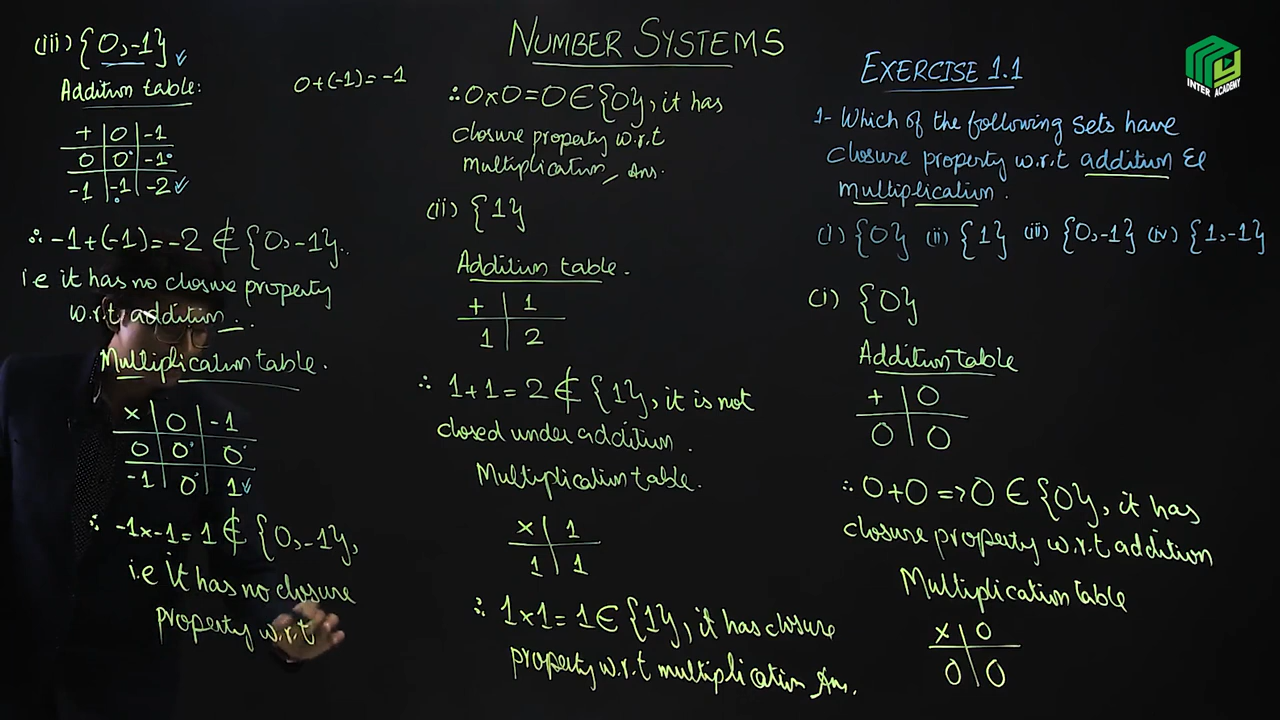 NUMBER SYSTEMS
INTER ACADEMY
EXERCISE 1.1
1- Which of the following sets have
closure property w.r.t addition &
multiplication.
(i) {0} (ii) {1} (iii) {0,-1} (iv) {1,-1}
(i) {0}
Addition table
+ | 0
0 | 0
∴ 0+0=>0 ∈ {0}, it has
closure property w.r.t addition
Multiplication table
x | 0
0 | 0
∴ 0x0=0 ∈ {0}, it has
closure property w.r.t
multiplication, Ans.
(ii) {1}
Addition table.
+ | 1
1 | 2
∴ 1+1=2 ∉ {1}, it is not
closed under addition.
Multiplication table.
x | 1
1 | 1
∴ 1x1=1 ∈ {1}, it has closure
property w.r.t multiplication Ans.
(iii) {0,-1}
Addition table:
0+(-1)=-1
+ | 0 | -1
0 | 0 | -1
-1 | -1 | -2
∴ -1+(-1)=-2 ∉ {0,-1}.
i.e it has no closure property
w.r.t, addition.
Multiplication table.
x | 0 | -1
0 | 0 | 0
-1 | 0 | 1
∴ -1x-1=1 ∉ {0,-1},
i.e it has no closure
property w.r.t